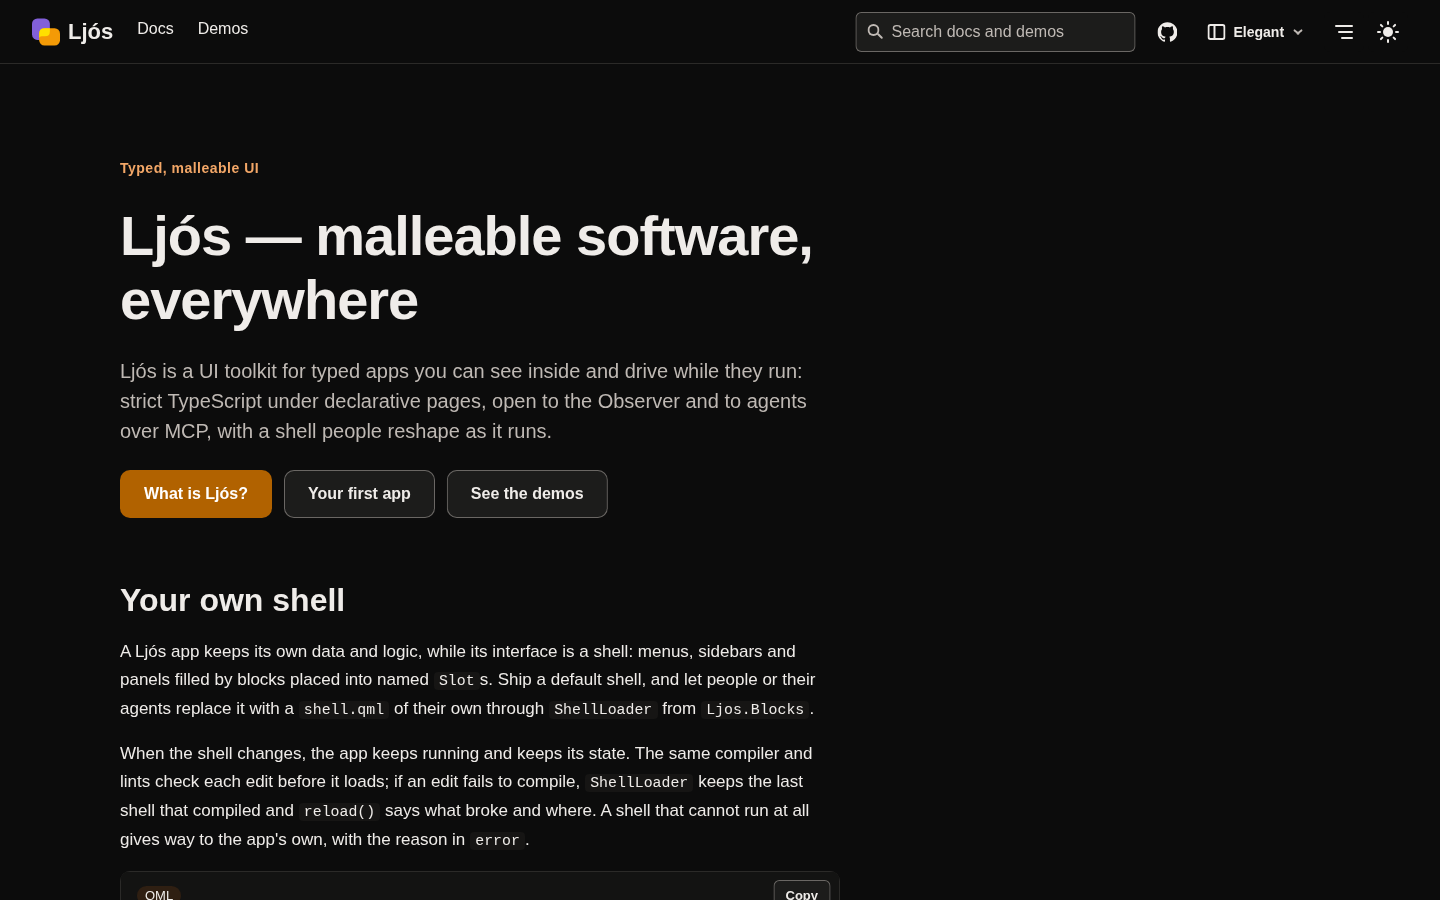 Ljós
Docs
Demos
Search docs and demos
Elegant
Typed, malleable UI
Ljós — malleable software,
everywhere
Ljós is a UI toolkit for typed apps you can see inside and drive while they run:
strict TypeScript under declarative pages, open to the Observer and to agents
over MCP, with a shell people reshape as it runs.
What is Ljós?
Your first app
See the demos
Your own shell
A Ljós app keeps its own data and logic, while its interface is a shell: menus, sidebars and
panels filled by blocks placed into named Slots. Ship a default shell, and let people or their
agents replace it with a shell.qml of their own through ShellLoader from Ljos.Blocks.
When the shell changes, the app keeps running and keeps its state. The same compiler and
lints check each edit before it loads; if an edit fails to compile, ShellLoader keeps the last
shell that compiled and reload() says what broke and where. A shell that cannot run at all
gives way to the app's own, with the reason in error.
QML
Copy